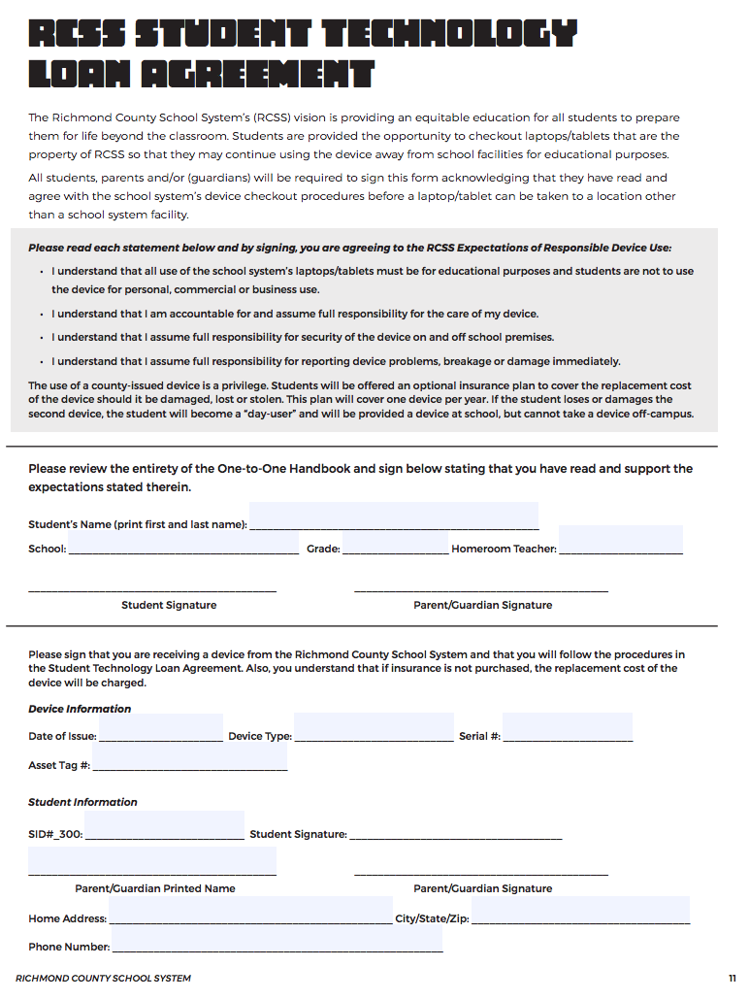 RCSS STUDENT TECHNOLOGY
LOAN AGREEMENT
The Richmond County School System's (RCSS) vision is providing an equitable education for all students to prepare
them for life beyond the classroom. Students are provided the opportunity to checkout laptops/tablets that are the
property of RCSS so that they may continue using the device away from school facilities for educational purposes.
All students, parents and/or (guardians) will be required to sign this form acknowledging that they have read and
agree with the school system's device checkout procedures before a laptop/tablet can be taken to a location other
than a school system facility.
Please read each statement below and by signing, you are agreeing to the RCSS Expectations of Responsible Device Use:
• I understand that all use of the school system's laptops/tablets must be for educational purposes and students are not to use
the device for personal, commercial or business use.
• I understand that I am accountable for and assume full responsibility for the care of my device.
• I understand that I assume full responsibility for security of the device on and off school premises.
• I understand that I assume full responsibility for reporting device problems, breakage or damage immediately.
The use of a county-issued device is a privilege. Students will be offered an optional insurance plan to cover the replacement cost
of the device should it be damaged, lost or stolen. This plan will cover one device per year. If the student loses or damages the
second device, the student will become a "day-user" and will be provided a device at school, but cannot take a device off-campus.
Please review the entirety of the One-to-One Handbook and sign below stating that you have read and support the
expectations stated therein.
Student's Name (print first and last name): ____________________
School: ____________________ Grade: ____________________ Homeroom Teacher: ____________________
____________________ ____________________
Student Signature Parent/Guardian Signature
Please sign that you are receiving a device from the Richmond County School System and that you will follow the procedures in
the Student Technology Loan Agreement. Also, you understand that if insurance is not purchased, the replacement cost of the
device will be charged.
Device Information
Date of Issue: ____________________ Device Type: ____________________ Serial #: ____________________
Asset Tag #: ____________________
Student Information
SID#_300: ____________________ Student Signature: ____________________
____________________ ____________________
Parent/Guardian Printed Name Parent/Guardian Signature
Home Address: ____________________ City/State/Zip: ____________________
Phone Number: ____________________
RICHMOND COUNTY SCHOOL SYSTEM 11